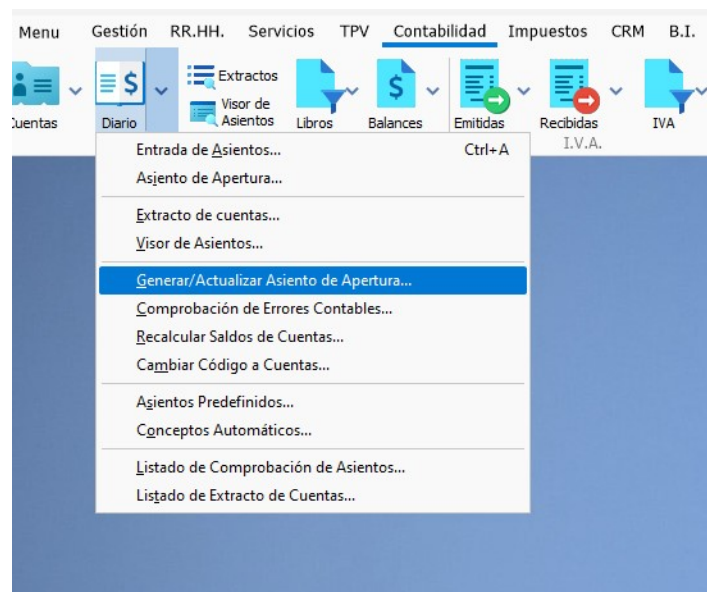 Menu Gestión RR.HH. Servicios TPV Contabilidad Impuestos CRM B.I.
Extractos
Visor de
Asientos
Diario Libros Balances Emitidas Recibidas IVA
I.V.A.
Entrada de Asientos... Ctrl+A
Asiento de Apertura...
Extracto de cuentas...
Visor de Asientos...
Generar/Actualizar Asiento de Apertura...
Comprobación de Errores Contables...
Recalcular Saldos de Cuentas...
Cambiar Código a Cuentas...
Asientos Predefinidos...
Conceptos Automáticos...
Listado de Comprobación de Asientos...
Listado de Extracto de Cuentas...